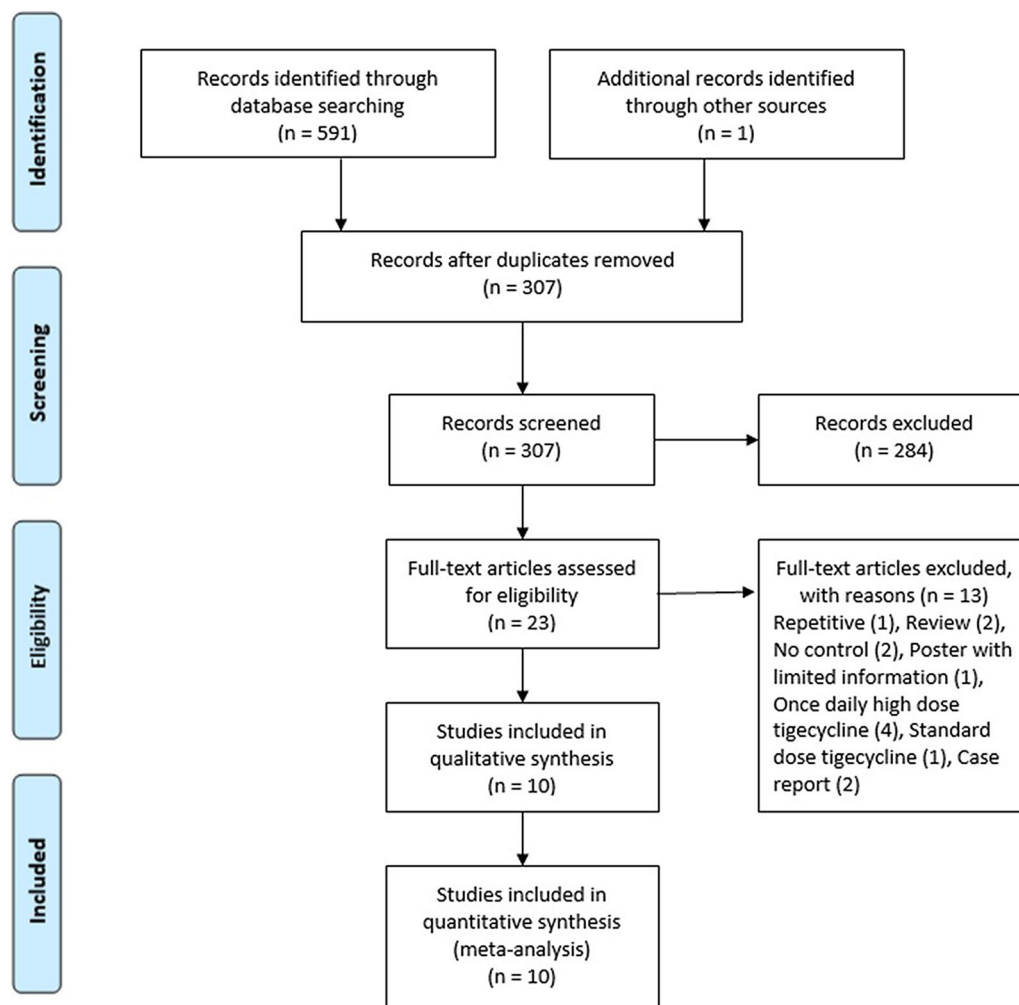 Identification
Records identified through
database searching
(n = 591)
Additional records identified
through other sources
(n = 1)
Records after duplicates removed
(n = 307)
Screening
Records screened
(n = 307)
Records excluded
(n = 284)
Eligibility
Full-text articles assessed
for eligibility
(n = 23)
Full-text articles excluded,
with reasons (n = 13)
Repetitive (1), Review (2),
No control (2), Poster with
limited information (1),
Once daily high dose
tigecycline (4), Standard
dose tigecycline (1), Case
report (2)
Studies included in
qualitative synthesis
(n = 10)
Included
Studies included in
quantitative synthesis
(meta-analysis)
(n = 10)